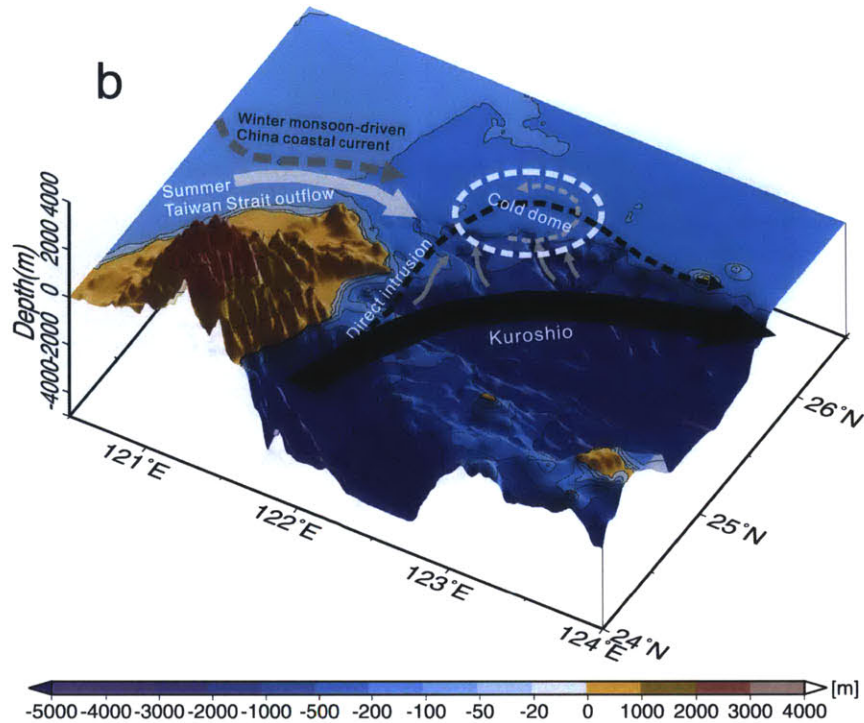 b
Winter monsoon-driven
China coastal current
Summer
Taiwan Strait outflow
Cold dome
Direct intrusion
Kuroshio
Depth(m)
4000
2000
0
-2000
-4000
121°E
122°E
123°E
124°E
24°N
25°N
26°N
-5000 -4000 -3000 -2000 -1000 -500 -200 -100 -50 -20 0 1000 2000 3000 4000 [m]